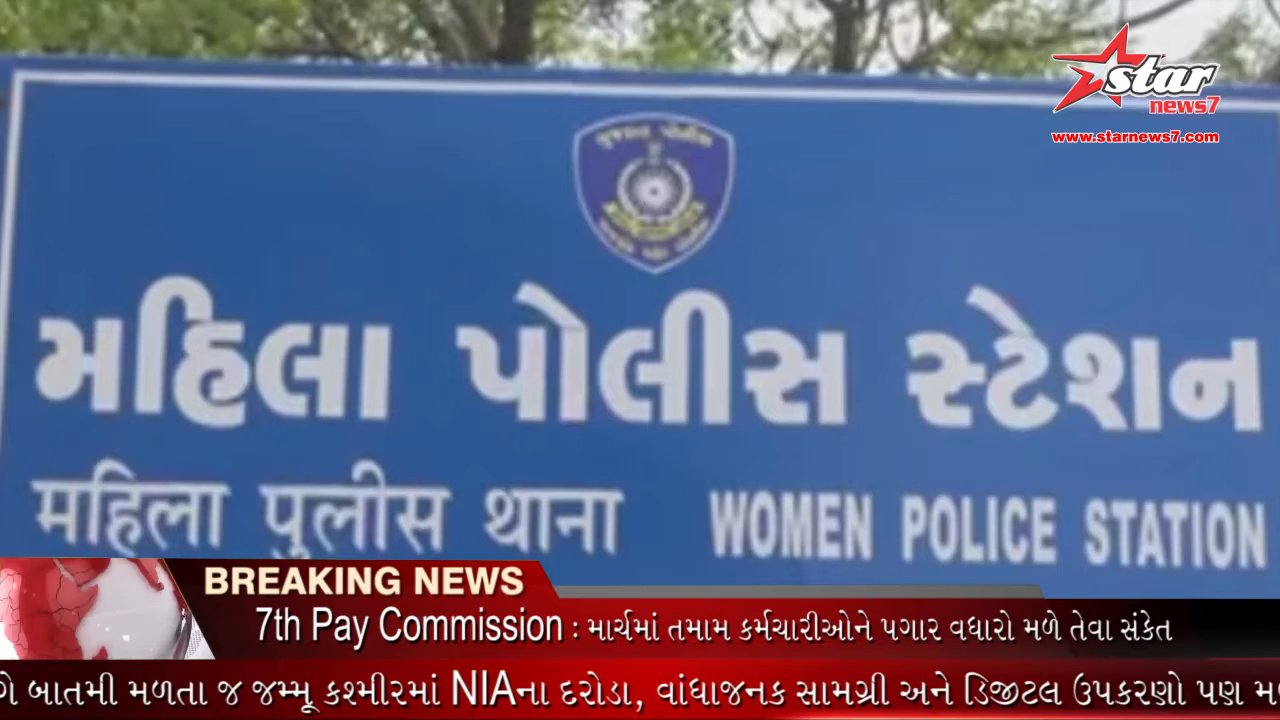 star
news7
www.starnews7.com
ગુજરાત પોલીસ
મહિલા પોલીસ સ્ટેશન
महिला पुलीस थाना WOMEN POLICE STATION
BREAKING NEWS
7th Pay Commission : માર્ચમાં તમામ કર્મચારીઓને પગાર વધારો મળે તેવા સંકેત
બાતમી મળતા જ જમ્મૂ કશ્મીરમાં NIAના દરોડા, વાંધાજનક સામગ્રી અને ડિજીટલ ઉપકરણો પણ